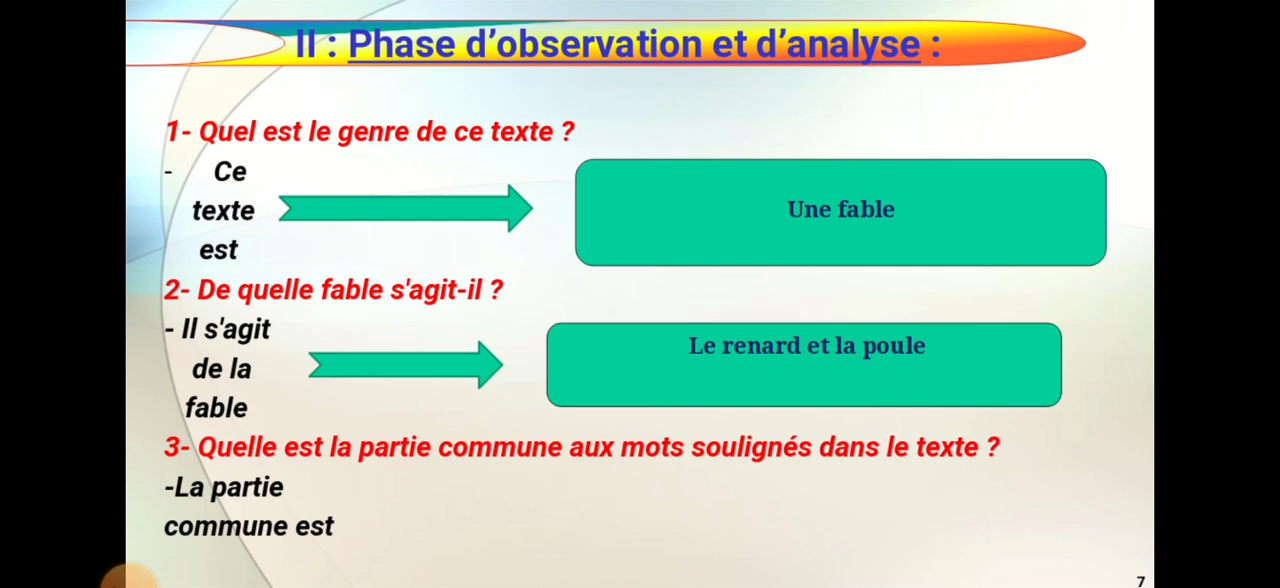 II : Phase d’observation et d’analyse :
1- Quel est le genre de ce texte ?
- Ce
texte
est
Une fable
2- De quelle fable s'agit-il ?
- Il s'agit
de la
fable
Le renard et la poule
3- Quelle est la partie commune aux mots soulignés dans le texte ?
-La partie
commune est
7